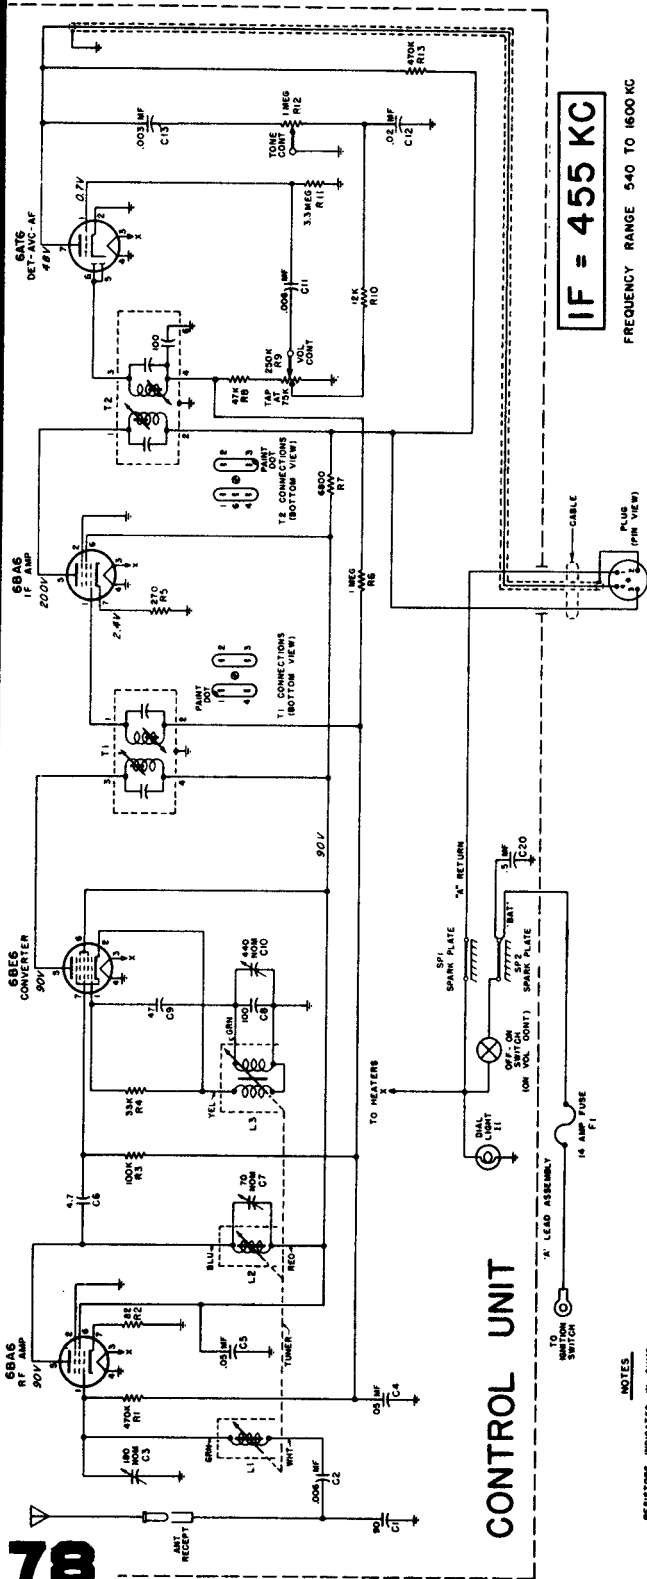 78
6BA6
RF AMP
90V
6BE6
CONVERTER
90V
6BA6
IF AMP
200V
6AT6
DET-AVC-AF
48V
0.7V
2.4V
ANT
RECEPT
180
NOM
C3
470K
R1
82
R2
.05 MF
C5
GRN
L1
WHT
.006 MF
C2
90
C1
.05 MF
C4
TUNER
4.7
C6
100K
R3
BLU
L2
RED
70
NOM
C7
33K
R4
47
C9
YEL
GRN
L3
100
C8
440
NOM
C10
90V
T1
PAINT
DOT
T1 CONNECTIONS
(BOTTOM VIEW)
270
R5
T2
100
PAINT
DOT
T2 CONNECTIONS
(BOTTOM VIEW)
6800
R7
1 MEG
R6
47K
R8
TAP
AT
75K
250K
R9
VOL
CONT
.006 MF
C11
3.3 MEG
R11
12K
R10
.003 MF
C13
1 MEG
R12
TONE
CONT
.02 MF
C12
470K
R13
TO HEATERS
X
DIAL
LIGHT
I1
OFF-ON
SWITCH
(ON VOL CONT)
SP1
SPARK PLATE
SP2
SPARK PLATE
"A" RETURN
"BAT"
.5 MF
C20
CONTROL UNIT
TO
IGNITION
SWITCH
"A" LEAD ASSEMBLY
14 AMP FUSE
F1
CABLE
PLUG
(PIN VIEW)
IF = 455 KC
FREQUENCY RANGE 540 TO 1600 KC
NOTES